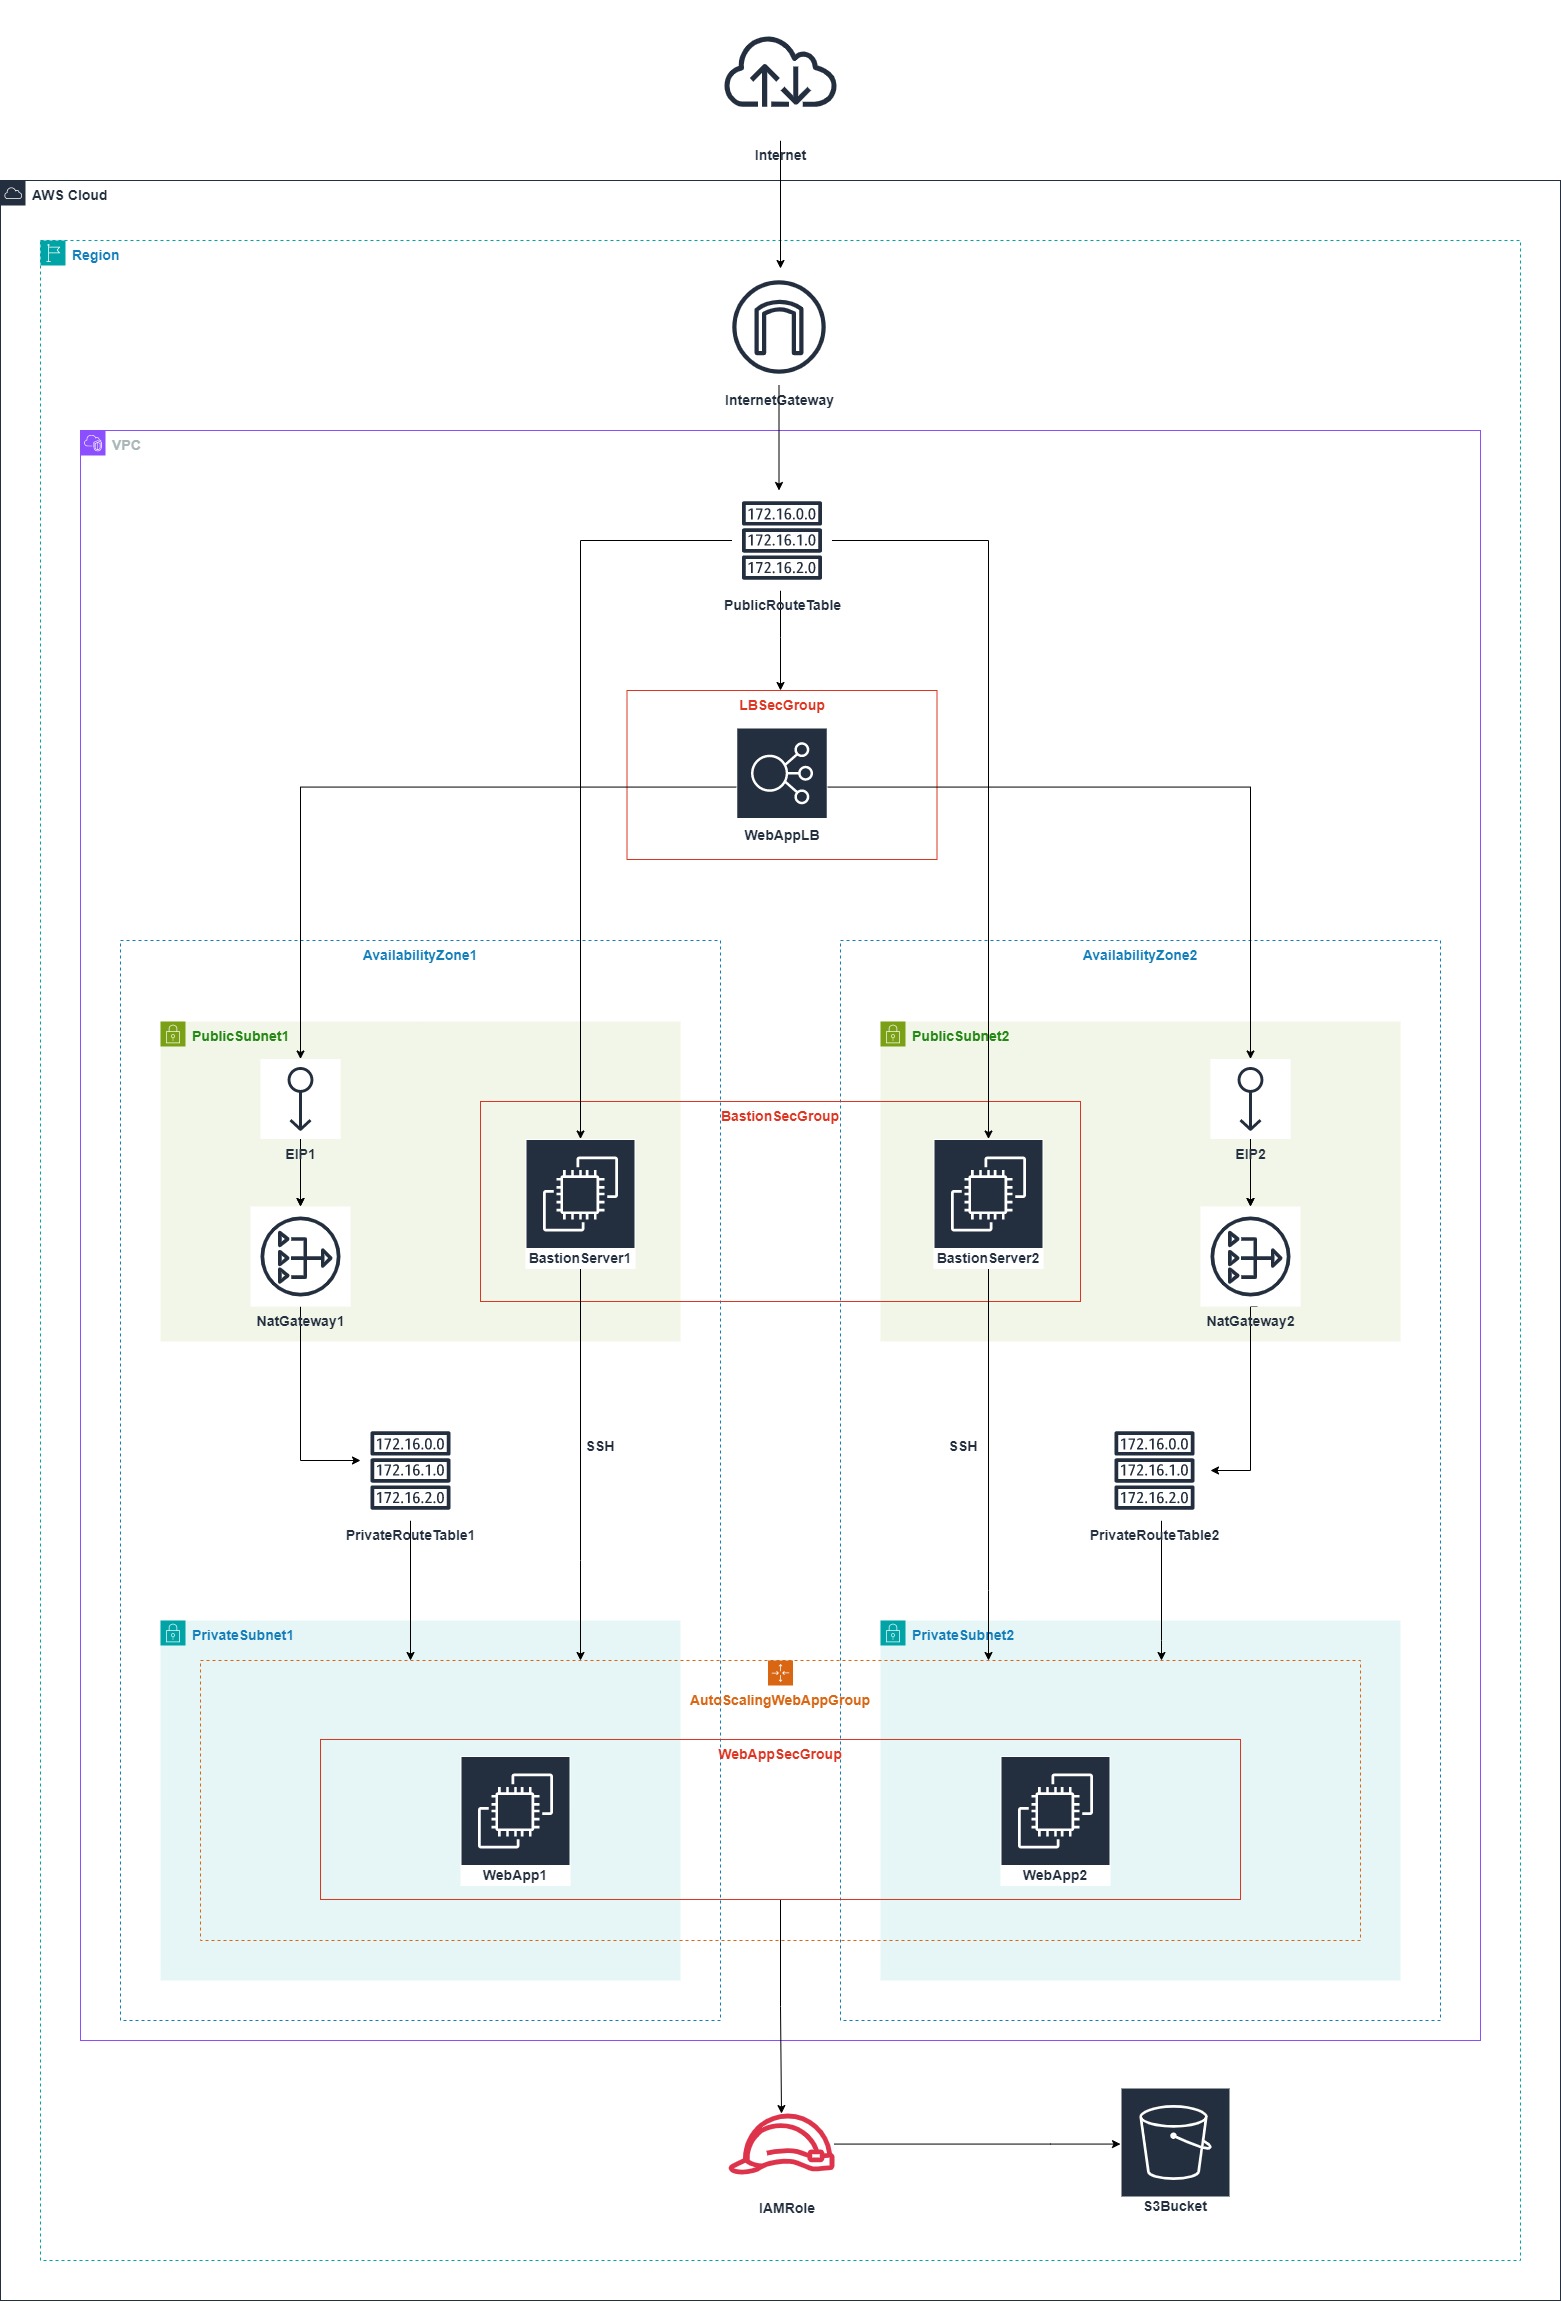 Internet
AWS Cloud
Region
InternetGateway
VPC
172.16.0.0
172.16.1.0
172.16.2.0
PublicRouteTable
LBSecGroup
WebAppLB
AvailabilityZone1
AvailabilityZone2
PublicSubnet1
PublicSubnet2
BastionSecGroup
EIP1
EIP2
BastionServer1
BastionServer2
NatGateway1
NatGateway2
172.16.0.0
172.16.1.0
172.16.2.0
PrivateRouteTable1
SSH
SSH
172.16.0.0
172.16.1.0
172.16.2.0
PrivateRouteTable2
PrivateSubnet1
PrivateSubnet2
AutoScalingWebAppGroup
WebAppSecGroup
WebApp1
WebApp2
IAMRole
S3Bucket